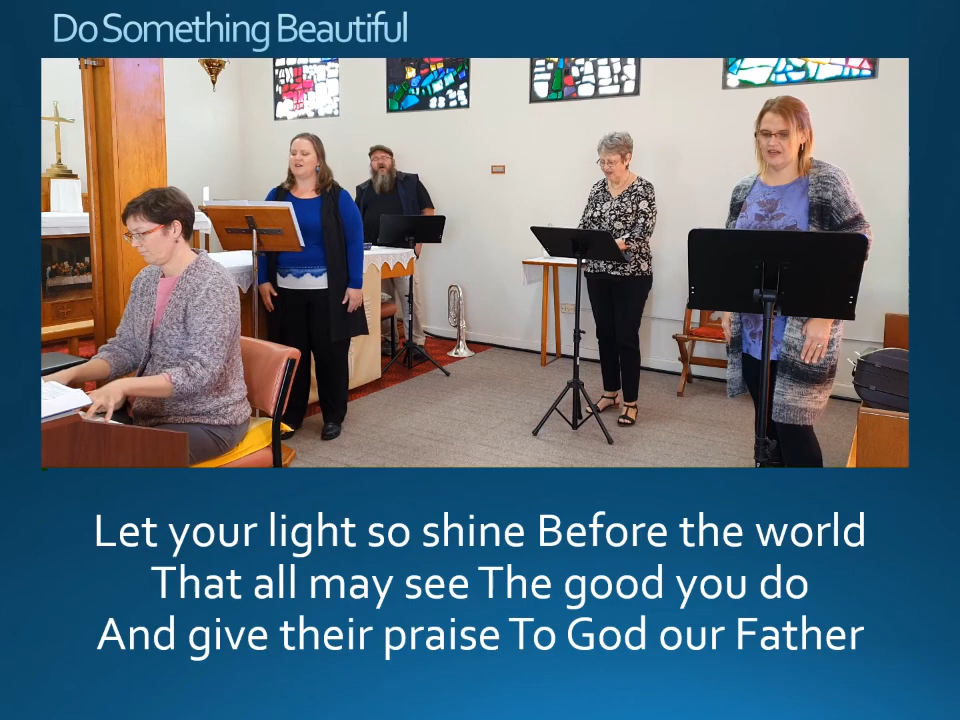 Do Something Beautiful
Let your light so shine Before the world
That all may see The good you do
And give their praise To God our Father